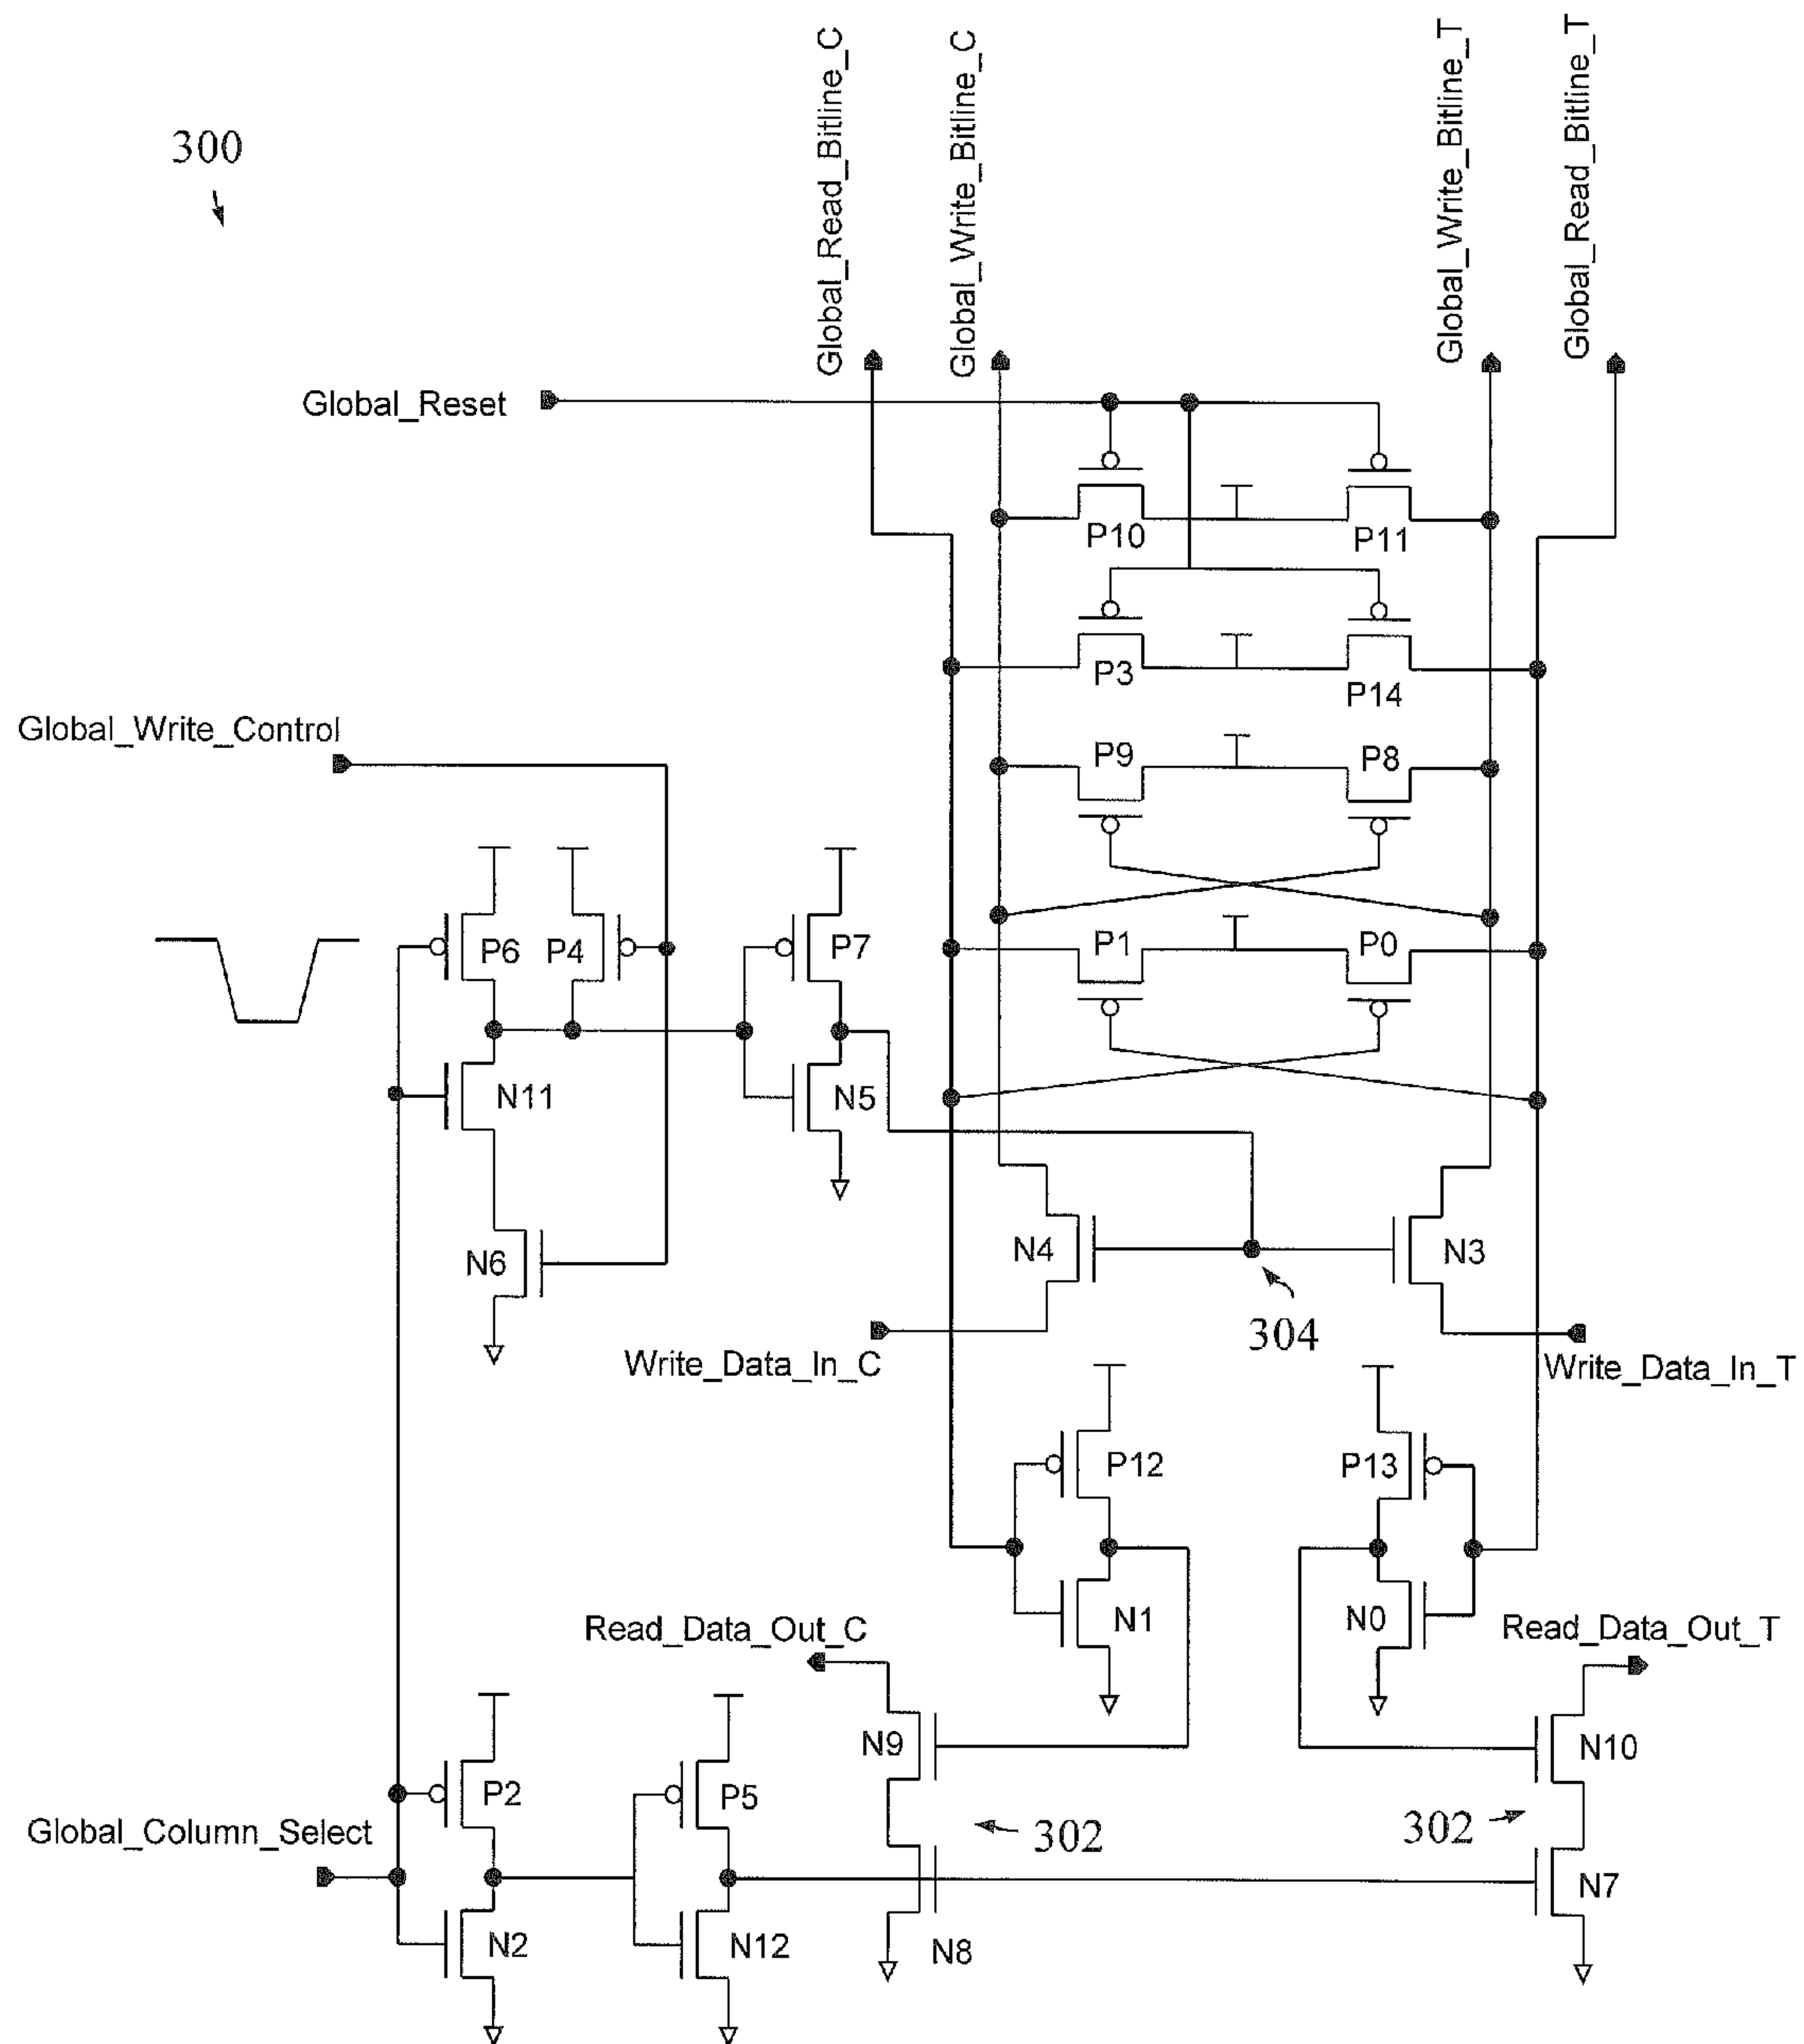 300
Global_Read_Bitline_C
Global_Write_Bitline_C
Global_Write_Bitline_T
Global_Read_Bitline_T
Global_Reset
P10
P11
P3
P14
Global_Write_Control
P9
P8
P6
P4
P7
P1
P0
N11
N5
N6
N4
N3
304
Write_Data_In_C
Write_Data_In_T
P12
P13
N1
N0
Read_Data_Out_C
Read_Data_Out_T
N9
N10
P2
P5
Global_Column_Select
302
302
N7
N2
N12
N8